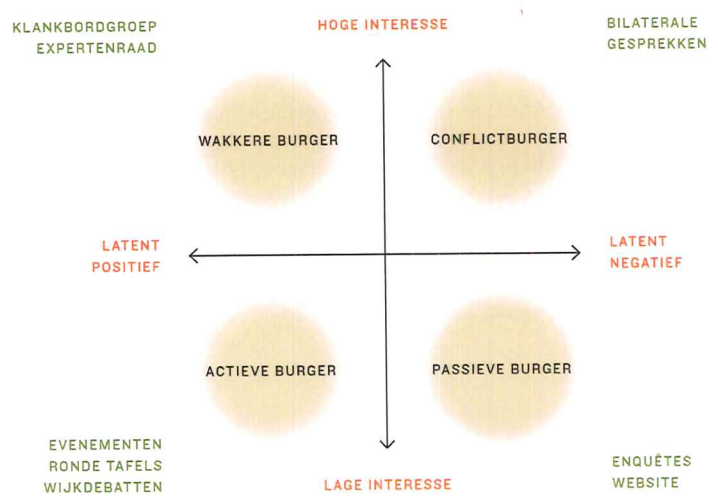 KLANKBORDGROEP
EXPERTENRAAD
HOGE INTERESSE
BILATERALE
GESPREKKEN
WAKKERE BURGER
CONFLICTBURGER
LATENT
POSITIEF
LATENT
NEGATIEF
ACTIEVE BURGER
PASSIEVE BURGER
EVENEMENTEN
RONDE TAFELS
WIJKDEBATTEN
LAGE INTERESSE
ENQUÊTES
WEBSITE